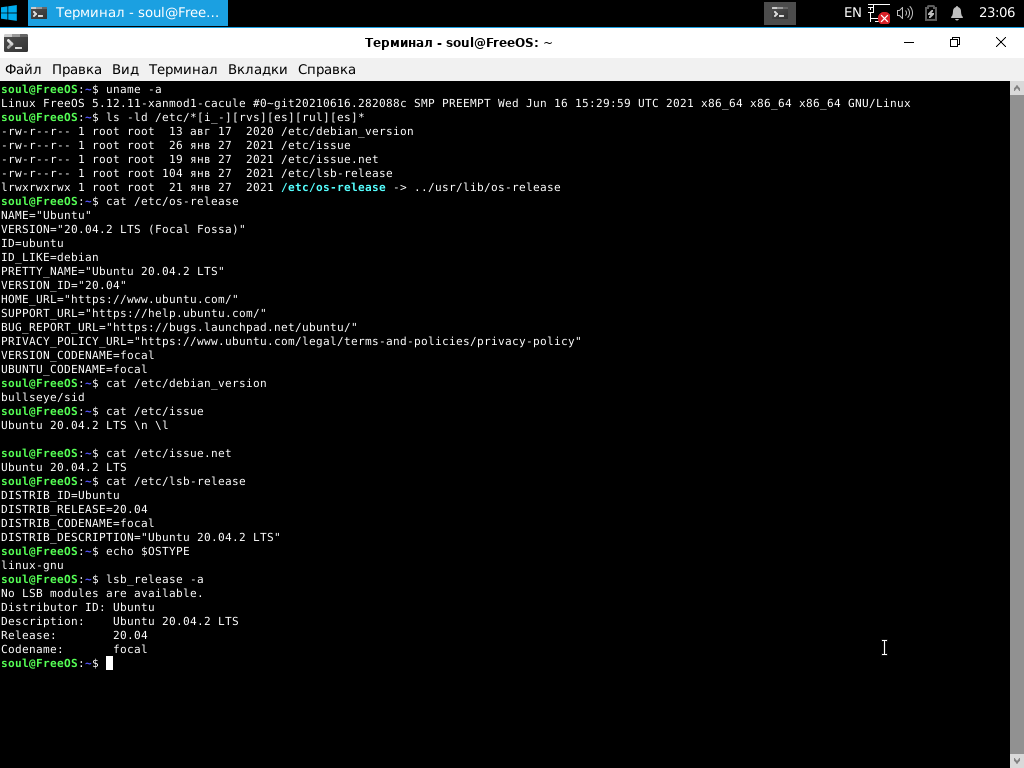 Терминал - soul@Free...
EN
23:06
Терминал - soul@FreeOS: ~
Файл Правка Вид Терминал Вкладки Справка
soul@FreeOS:~$ uname -a
Linux FreeOS 5.12.11-xanmod1-cacule #0~git20210616.282088c SMP PREEMPT Wed Jun 16 15:29:59 UTC 2021 x86_64 x86_64 x86_64 GNU/Linux
soul@FreeOS:~$ ls -ld /etc/*[i_-][rvs][es][rul][es]*
-rw-r--r-- 1 root root  13 авг 17  2020 /etc/debian_version
-rw-r--r-- 1 root root  26 янв 27  2021 /etc/issue
-rw-r--r-- 1 root root  19 янв 27  2021 /etc/issue.net
-rw-r--r-- 1 root root 104 янв 27  2021 /etc/lsb-release
lrwxrwxrwx 1 root root  21 янв 27  2021 /etc/os-release -> ../usr/lib/os-release
soul@FreeOS:~$ cat /etc/os-release
NAME="Ubuntu"
VERSION="20.04.2 LTS (Focal Fossa)"
ID=ubuntu
ID_LIKE=debian
PRETTY_NAME="Ubuntu 20.04.2 LTS"
VERSION_ID="20.04"
HOME_URL="https://www.ubuntu.com/"
SUPPORT_URL="https://help.ubuntu.com/"
BUG_REPORT_URL="https://bugs.launchpad.net/ubuntu/"
PRIVACY_POLICY_URL="https://www.ubuntu.com/legal/terms-and-policies/privacy-policy"
VERSION_CODENAME=focal
UBUNTU_CODENAME=focal
soul@FreeOS:~$ cat /etc/debian_version
bullseye/sid
soul@FreeOS:~$ cat /etc/issue
Ubuntu 20.04.2 LTS \n \l

soul@FreeOS:~$ cat /etc/issue.net
Ubuntu 20.04.2 LTS
soul@FreeOS:~$ cat /etc/lsb-release
DISTRIB_ID=Ubuntu
DISTRIB_RELEASE=20.04
DISTRIB_CODENAME=focal
DISTRIB_DESCRIPTION="Ubuntu 20.04.2 LTS"
soul@FreeOS:~$ echo $OSTYPE
linux-gnu
soul@FreeOS:~$ lsb_release -a
No LSB modules are available.
Distributor ID: Ubuntu
Description:    Ubuntu 20.04.2 LTS
Release:        20.04
Codename:       focal
soul@FreeOS:~$